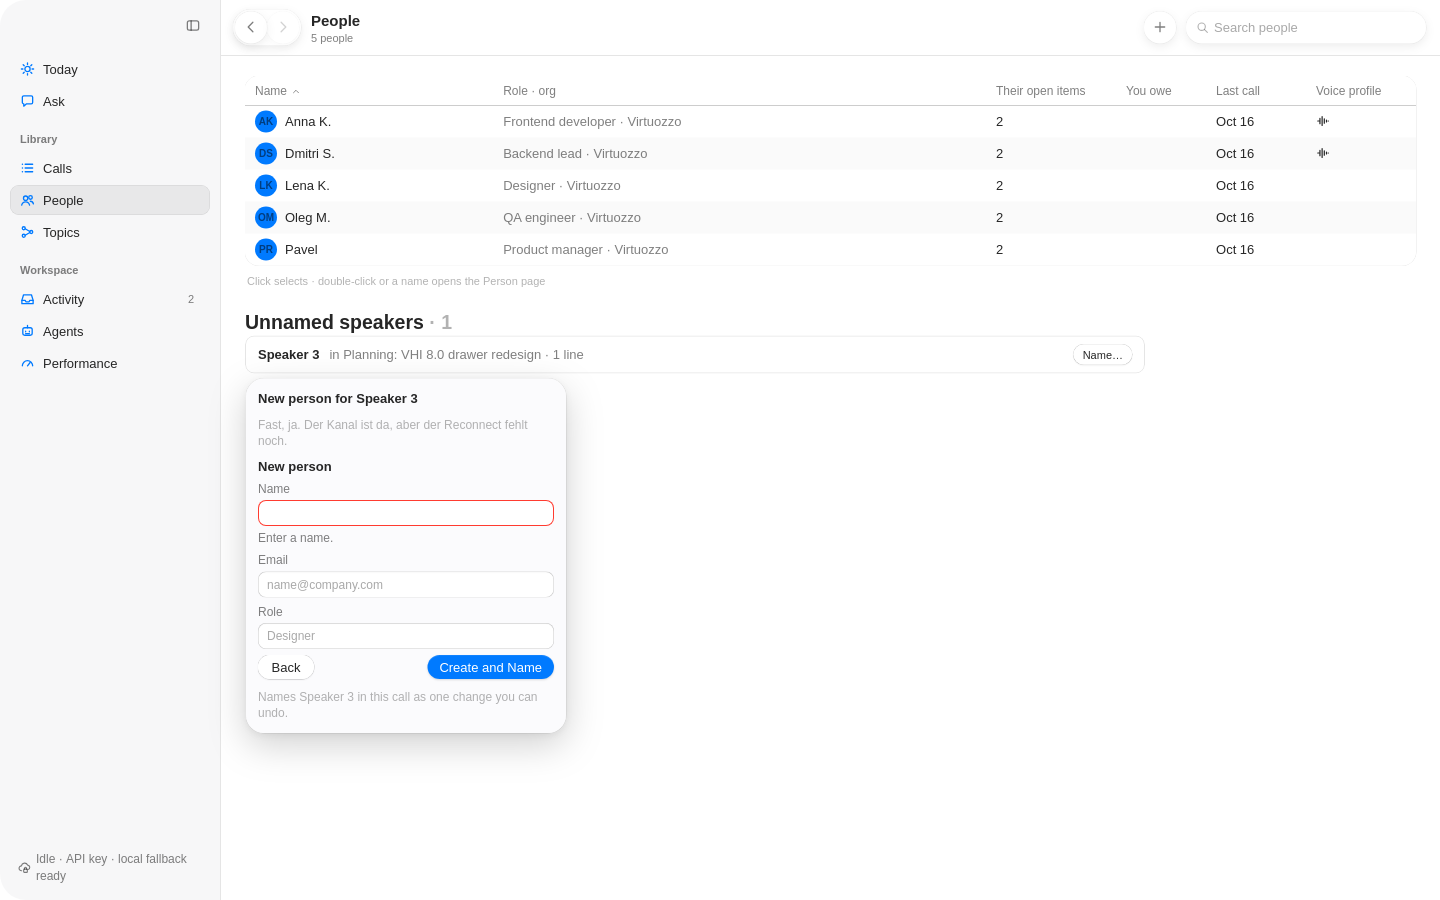 People
5 people
Search people
Today
Ask
Library
Calls
People
Topics
Workspace
Activity 2
Agents
Performance
Idle · API key · local fallback
ready
Name Role · org Their open items You owe Last call Voice profile
AK Anna K. Frontend developer · Virtuozzo 2 Oct 16
DS Dmitri S. Backend lead · Virtuozzo 2 Oct 16
LK Lena K. Designer · Virtuozzo 2 Oct 16
OM Oleg M. QA engineer · Virtuozzo 2 Oct 16
PR Pavel Product manager · Virtuozzo 2 Oct 16
Click selects · double-click or a name opens the Person page
Unnamed speakers · 1
Speaker 3 in Planning: VHI 8.0 drawer redesign · 1 line Name…
New person for Speaker 3
Fast, ja. Der Kanal ist da, aber der Reconnect fehlt
noch.
New person
Name
Enter a name.
Email
name@company.com
Role
Designer
Back Create and Name
Names Speaker 3 in this call as one change you can
undo.